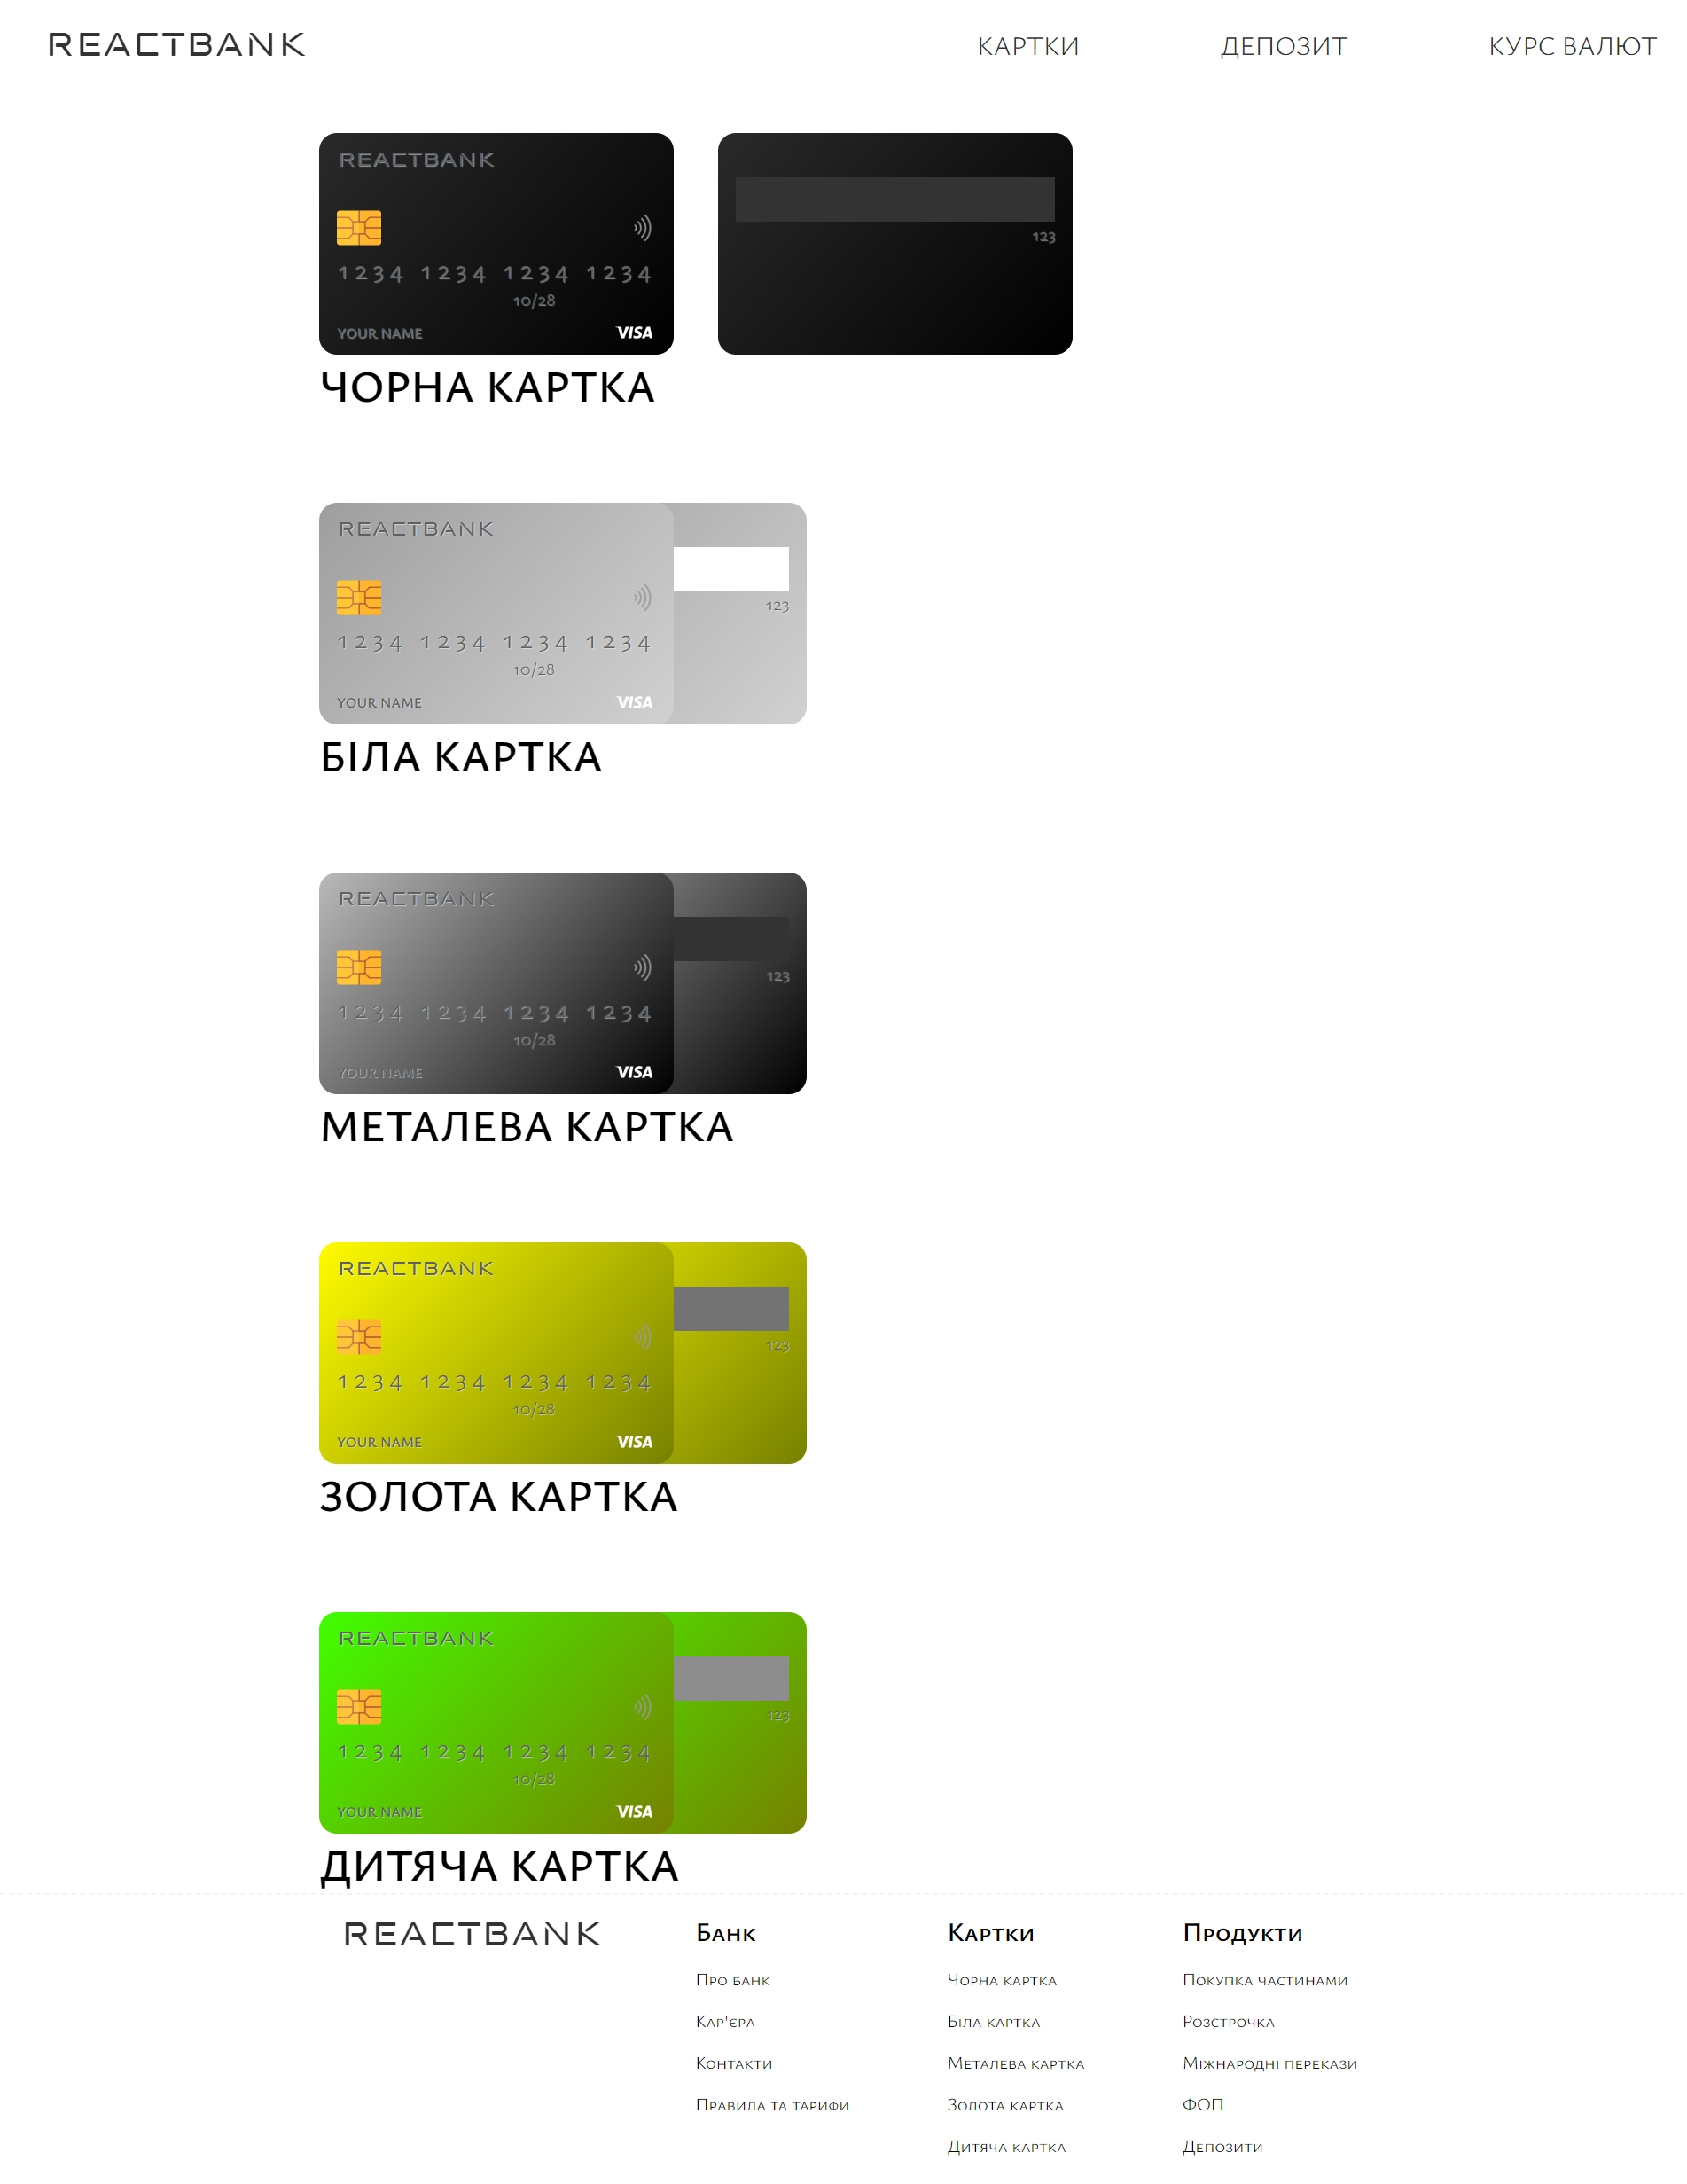 REACTBANK КАРТКИ ДЕПОЗИТ КУРС ВАЛЮТ
REACTBANK
123
1234 1234 1234 1234
10/28
YOUR NAME VISA
ЧОРНА КАРТКА
REACTBANK
123
1234 1234 1234 1234
10/28
YOUR NAME VISA
БІЛА КАРТКА
REACTBANK
123
1234 1234 1234 1234
10/28
YOUR NAME VISA
МЕТАЛЕВА КАРТКА
REACTBANK
123
1234 1234 1234 1234
10/28
YOUR NAME VISA
ЗОЛОТА КАРТКА
REACTBANK
123
1234 1234 1234 1234
10/28
YOUR NAME VISA
ДИТЯЧА КАРТКА
REACTBANK
Банк
Про банк
Кар'єра
Контакти
Правила та тарифи
Картки
Чорна картка
Біла картка
Металева картка
Золота картка
Дитяча картка
Продукти
Покупка частинами
Розстрочка
Міжнародні перекази
ФОП
Депозити